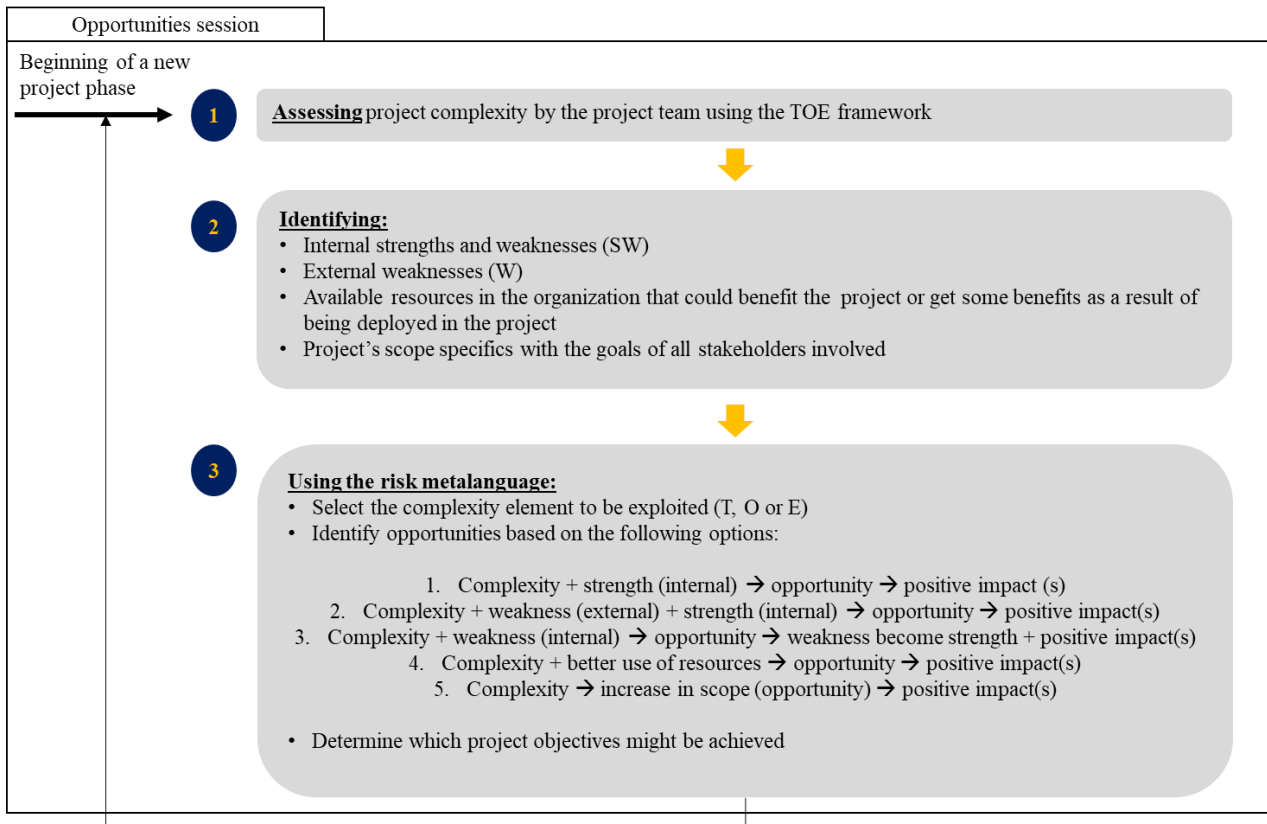 Opportunities session
Beginning of a new
project phase
1
Assessing project complexity by the project team using the TOE framework
2
Identifying:
• Internal strengths and weaknesses (SW)
• External weaknesses (W)
• Available resources in the organization that could benefit the project or get some benefits as a result of
being deployed in the project
• Project’s scope specifics with the goals of all stakeholders involved
3
Using the risk metalanguage:
• Select the complexity element to be exploited (T, O or E)
• Identify opportunities based on the following options:
1. Complexity + strength (internal) → opportunity → positive impact (s)
2. Complexity + weakness (external) + strength (internal) → opportunity → positive impact(s)
3. Complexity + weakness (internal) → opportunity → weakness become strength + positive impact(s)
4. Complexity + better use of resources → opportunity → positive impact(s)
5. Complexity → increase in scope (opportunity) → positive impact(s)
• Determine which project objectives might be achieved